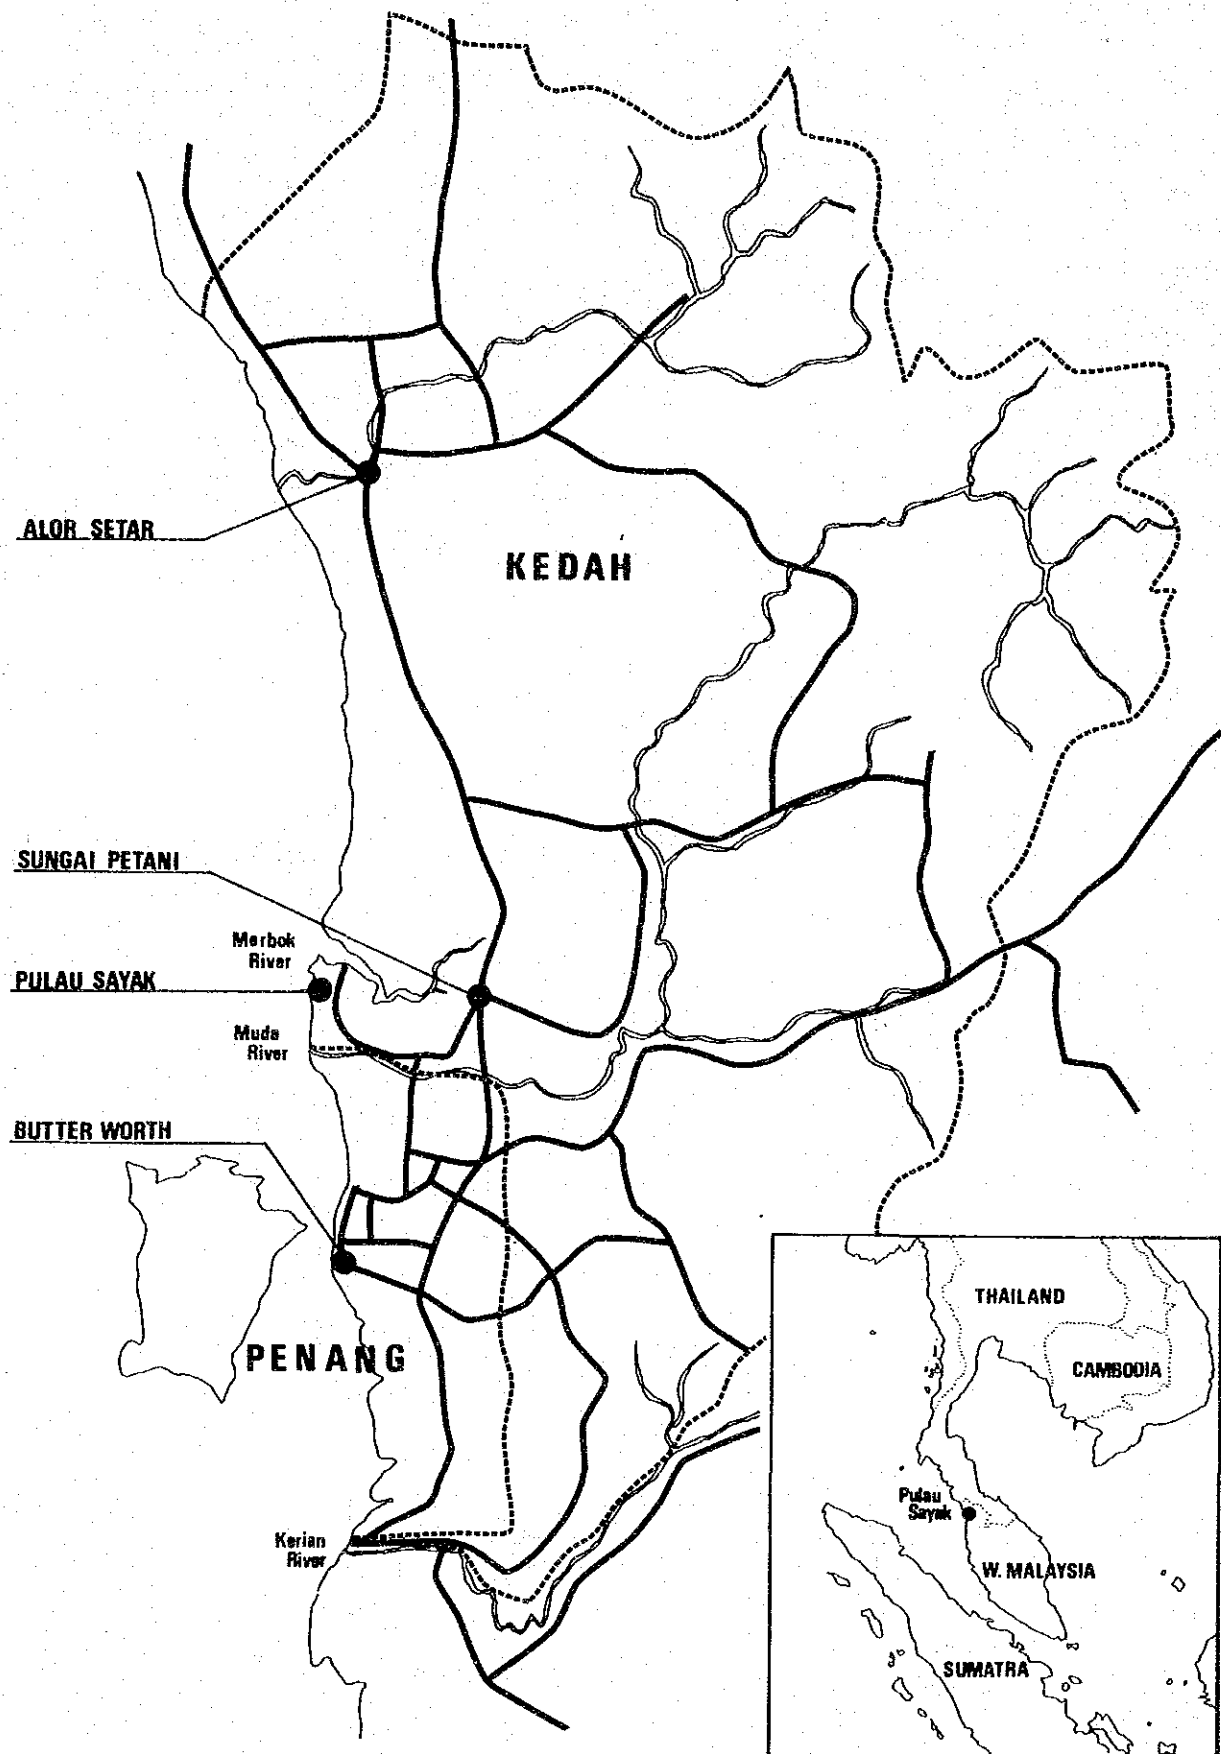 ALOR SETAR
KEDAH
SUNGAI PETANI
Merbok
River
PULAU SAYAK
Muda
River
BUTTER WORTH
PENANG
Kerian
River
THAILAND
CAMBODIA
Pulau
Sayak
W. MALAYSIA
SUMATRA